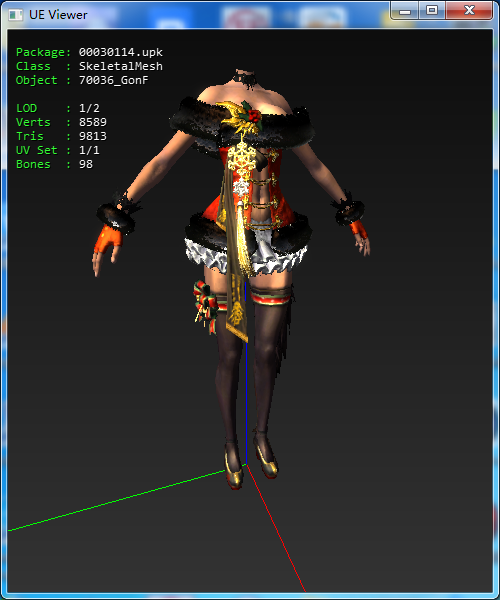 UE Viewer
Package: 00030114.upk
Class : SkeletalMesh
Object : 70036_GonF
LOD : 1/2
Verts : 8589
Tris : 9813
UV Set : 1/1
Bones : 98